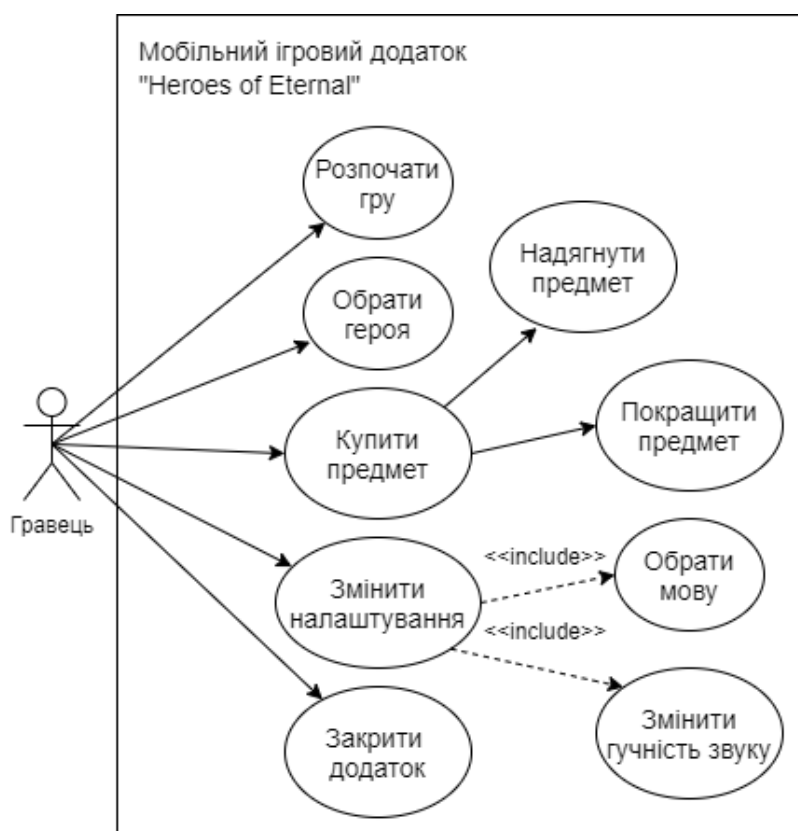 Мобільний ігровий додаток
"Heroes of Eternal"
Розпочати
гру
Надягнути
предмет
Обрати
героя
Купити
предмет
Покращити
предмет
Гравець
Змінити
налаштування
<<include>>
Обрати
мову
<<include>>
Змінити
гучність звуку
Закрити
додаток